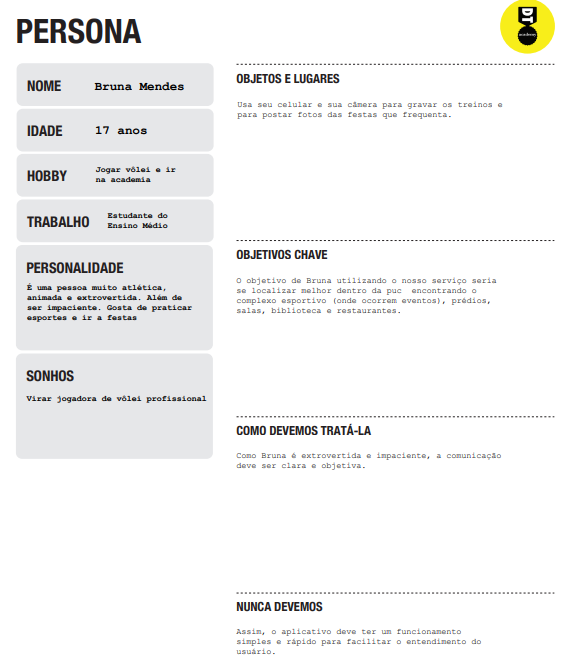 PERSONA
DT
academy
NOME
Bruna Mendes
IDADE
17 anos
HOBBY
Jogar vôlei e ir
na academia
TRABALHO
Estudante do
Ensino Médio
PERSONALIDADE
É uma pessoa muito atlética,
animada e extrovertida. Além de
ser impaciente. Gosta de praticar
esportes e ir a festas
SONHOS
Virar jogadora de vôlei profissional
OBJETOS E LUGARES
Usa seu celular e sua câmera para gravar os treinos e
para postar fotos das festas que frequenta.
OBJETIVOS CHAVE
O objetivo de Bruna utilizando o nosso serviço seria
se localizar melhor dentro da puc encontrando o
complexo esportivo (onde ocorrem eventos), prédios,
salas, biblioteca e restaurantes.
COMO DEVEMOS TRATÁ-LA
Como Bruna é extrovertida e impaciente, a comunicação
deve ser clara e objetiva.
NUNCA DEVEMOS
Assim, o aplicativo deve ter um funcionamento
simples e rápido para facilitar o entendimento do
usuário.